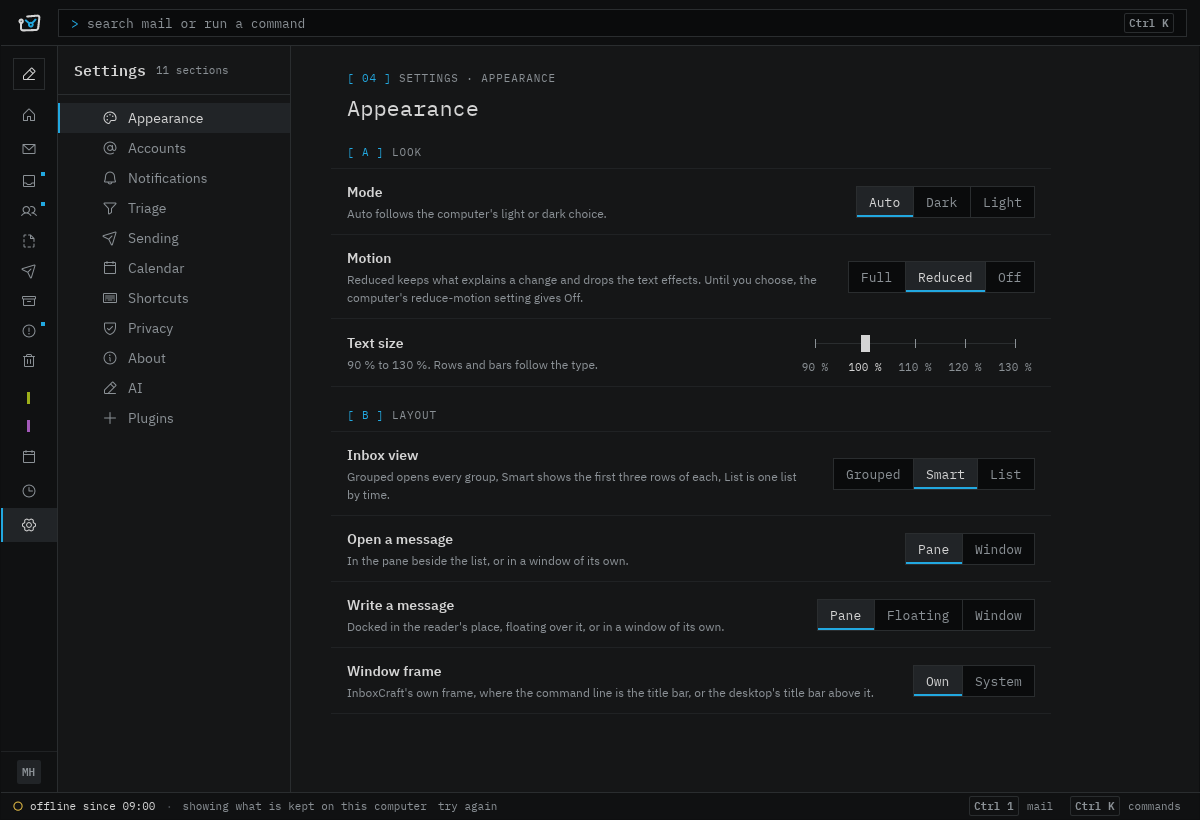 > search mail or run a command
Ctrl K
Settings 11 sections
Appearance
Accounts
Notifications
Triage
Sending
Calendar
Shortcuts
Privacy
About
AI
Plugins
MH
[ 04 ] SETTINGS · APPEARANCE
Appearance
[ A ] LOOK
Mode
Auto follows the computer's light or dark choice.
Auto Dark Light
Motion
Reduced keeps what explains a change and drops the text effects. Until you choose, the
computer's reduce-motion setting gives Off.
Full Reduced Off
Text size
90 % to 130 %. Rows and bars follow the type.
90 % 100 % 110 % 120 % 130 %
[ B ] LAYOUT
Inbox view
Grouped opens every group, Smart shows the first three rows of each, List is one list
by time.
Grouped Smart List
Open a message
In the pane beside the list, or in a window of its own.
Pane Window
Write a message
Docked in the reader's place, floating over it, or in a window of its own.
Pane Floating Window
Window frame
InboxCraft's own frame, where the command line is the title bar, or the desktop's title bar above it.
Own System
offline since 09:00 · showing what is kept on this computer try again
Ctrl 1 mail Ctrl K commands